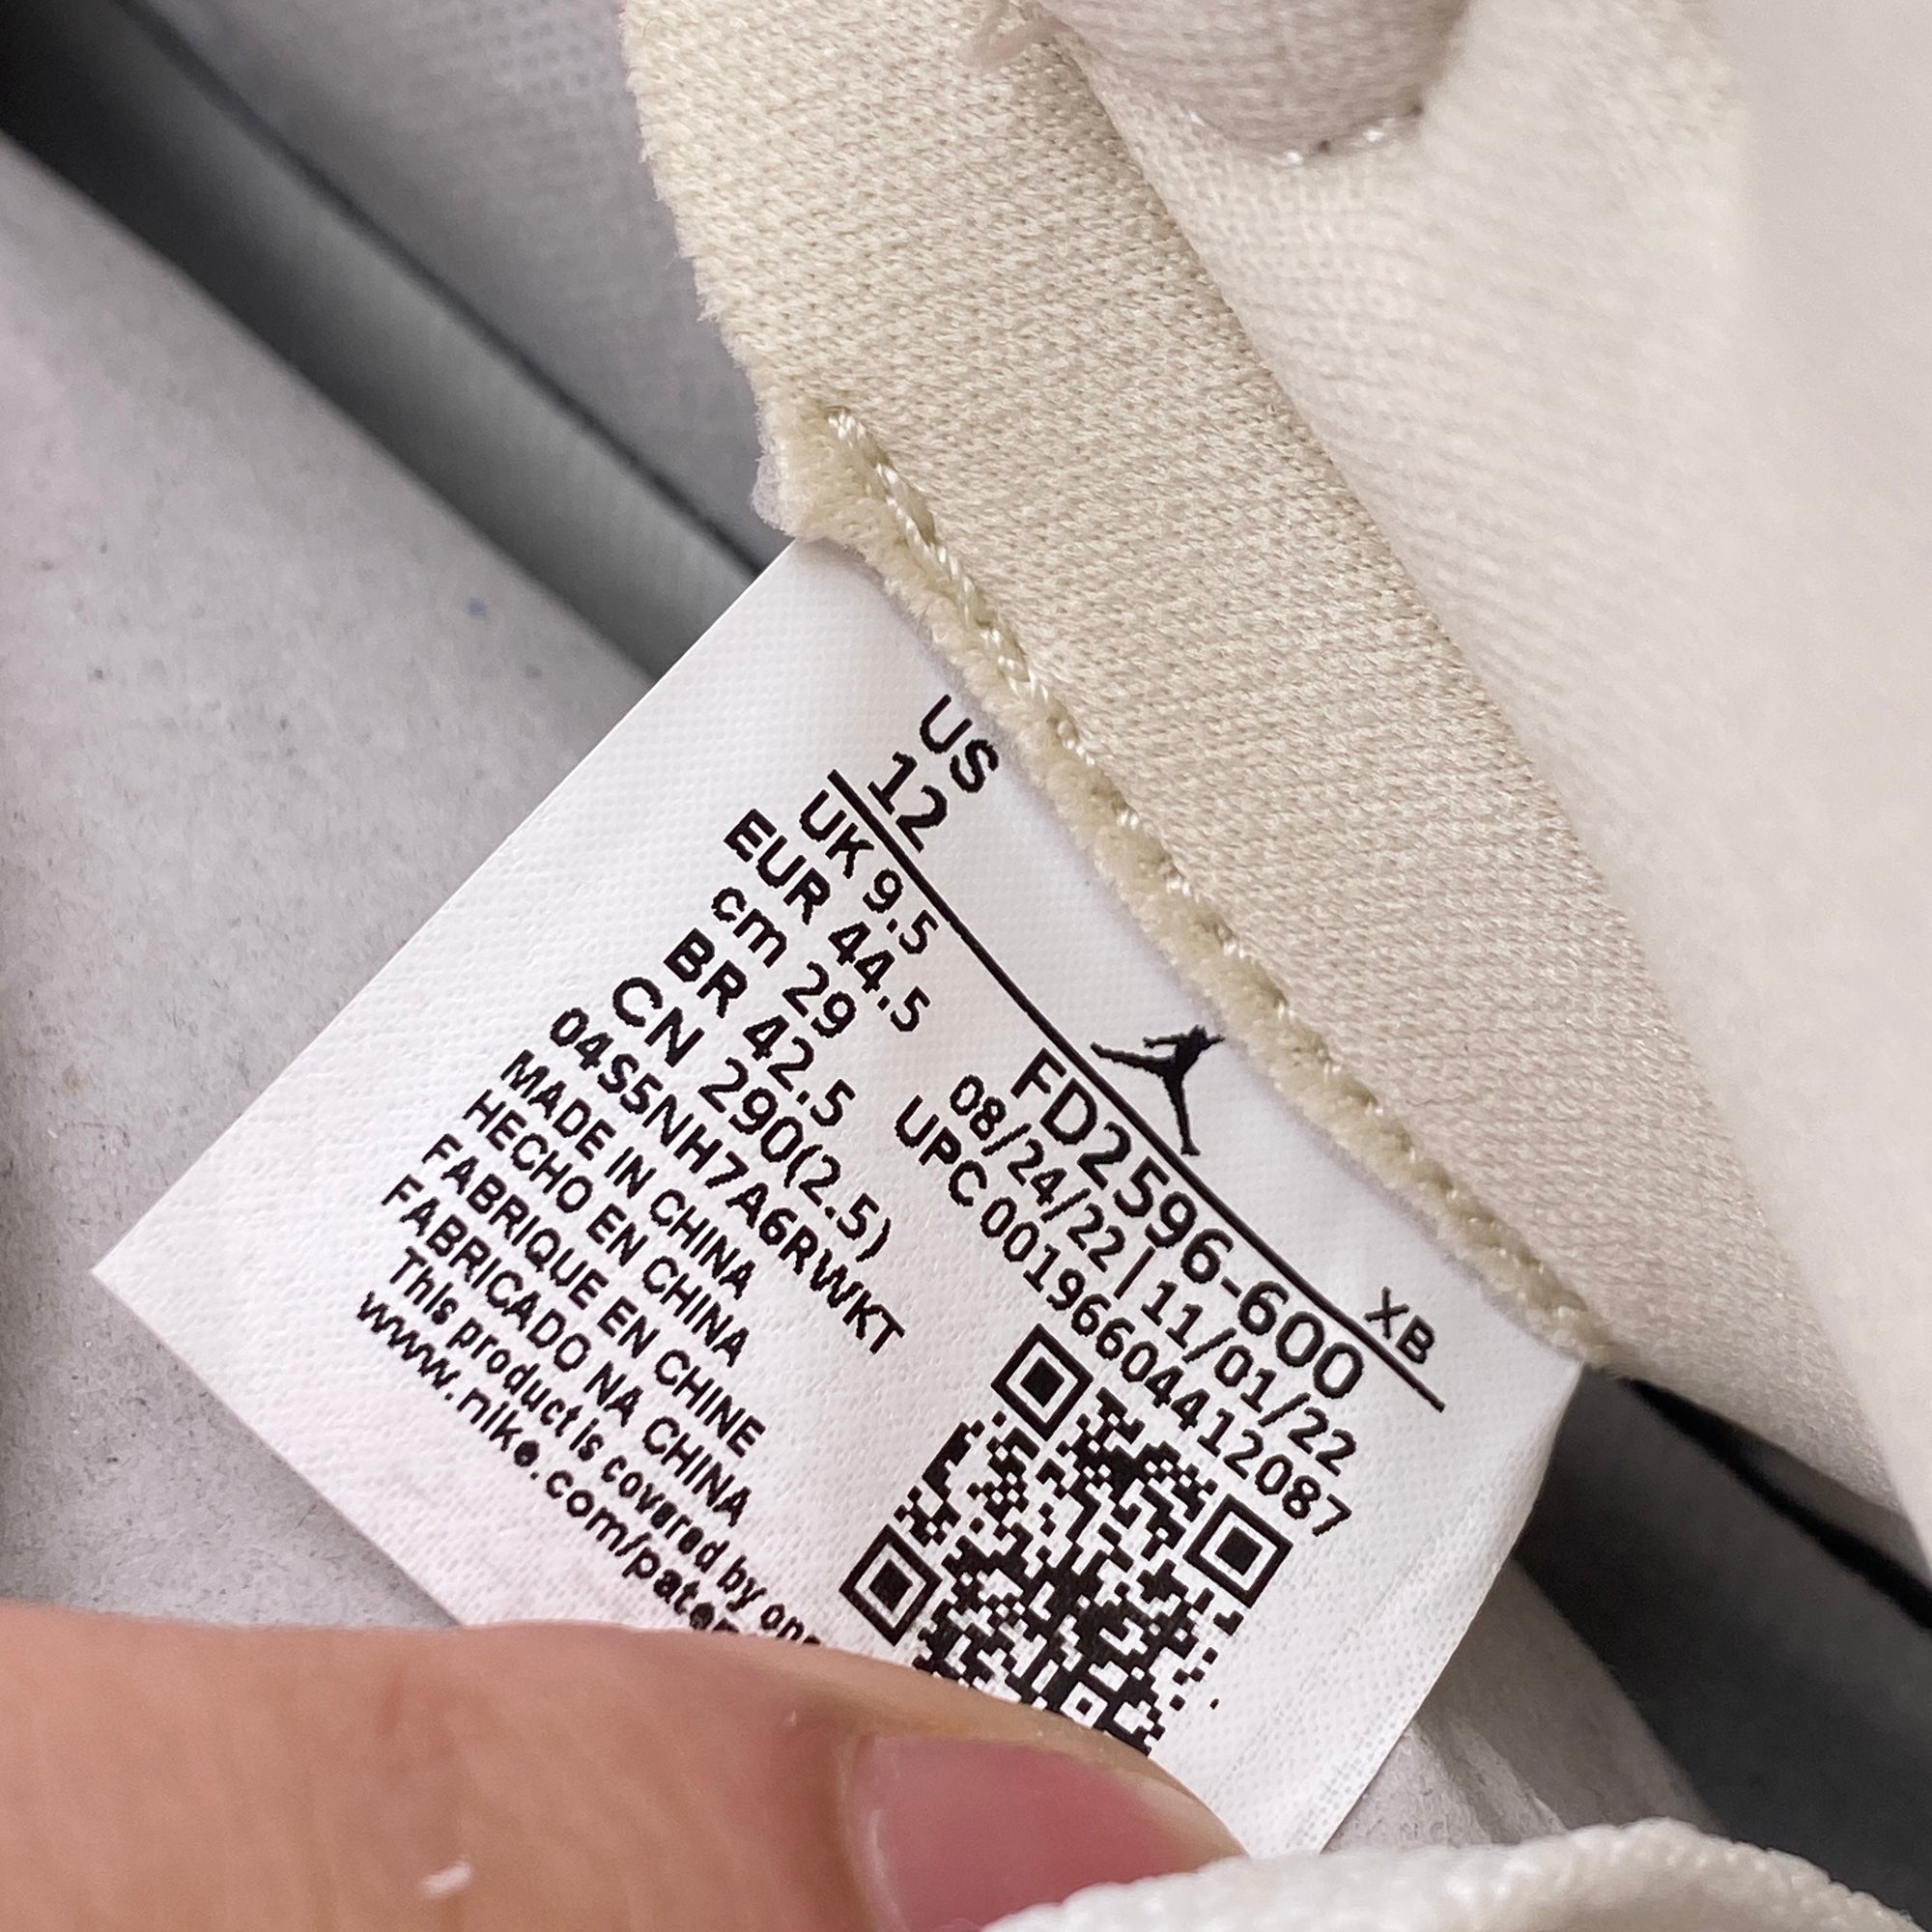 US
12
UK 9.5
EUR 44.5
cm 29
BR 42.5
CN 290(2.5)
04S5NH7A6RWKT
MADE IN CHINA
HECHO EN CHINA
FABRIQUE EN CHINE
FABRICADO NA CHINA
This product is covered by
www.nike.com/paten
XB
FD2596-600
08/24/22 | 11/01/22
UPC 00196604412087